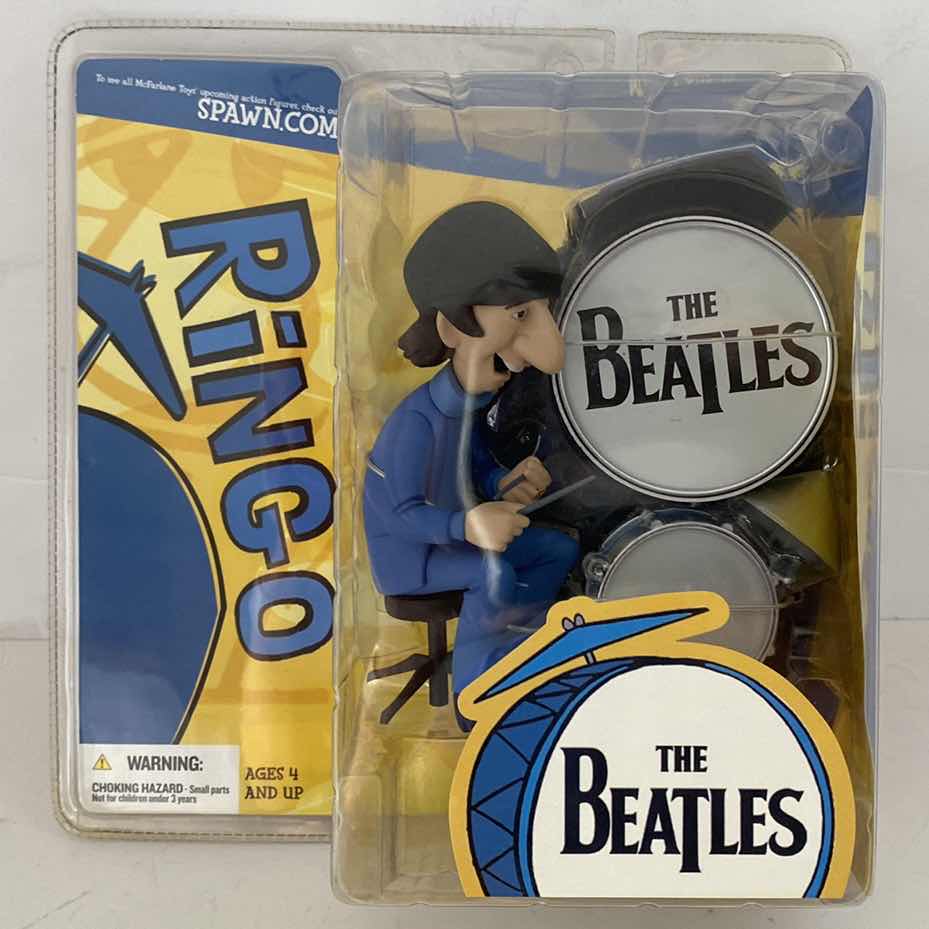 To see all McFarlane Toys' upcoming action figures, check ou
SPAWN.COM
RiNGO
THE
BEATLES
THE
BEATLES
WARNING:
CHOKING HAZARD - Small parts
Not for children under 3 years
AGES 4
AND UP